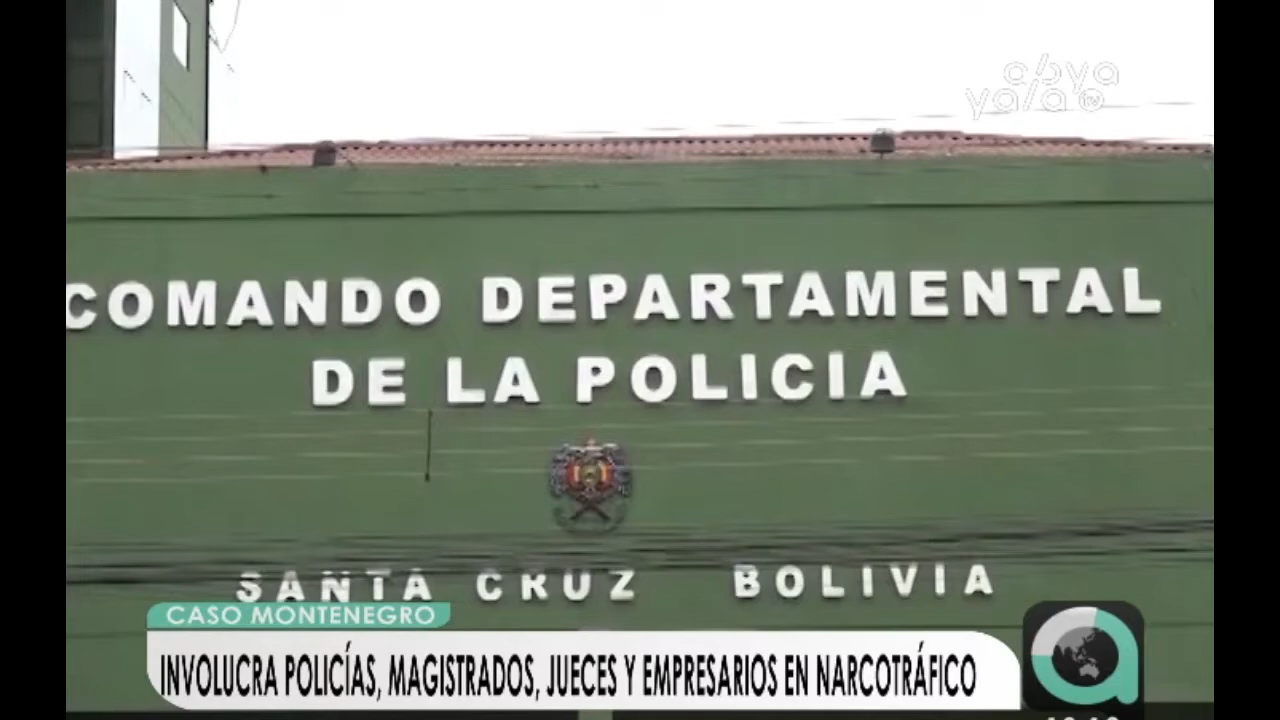 abya
yala tv
COMANDO DEPARTAMENTAL
DE LA POLICIA
SANTA CRUZ BOLIVIA
CASO MONTENEGRO
INVOLUCRA POLICÍAS, MAGISTRADOS, JUECES Y EMPRESARIOS EN NARCOTRÁFICO